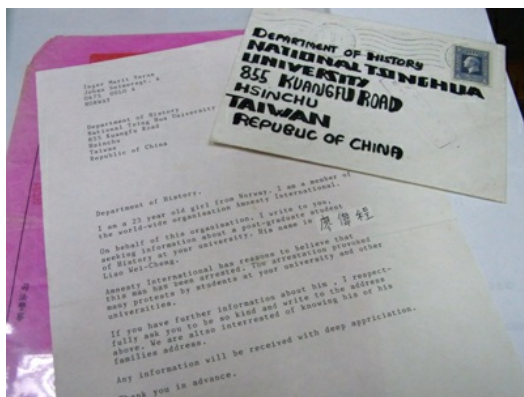 DEPARTMENT OF HISTORY
NATIONAL TSINGHUA
UNIVERSITY
855 KUANGFU ROAD
HSINCHU
TAIWAN
REPUBLIC OF CHINA
Inger Marit
Johan
OSLO 4
NORWAY
Department of History
National Tsing Hua University
855 Kuangfu Road
Hsinchu
Taiwan
Republic of China
Department of History.
I am a 23 year old girl from Norway. I am a member of
the world-wide organisation Amnesty International.
On behalf of this organisation, I write to you,
seeking information about a post-graduate student
of History at your university. His name is 廖偉程
Liao Wei-Cheng.
Amnesty International has reasons to believe that
this man has been arrested. The arrestation provoked
many protests by students at your university and other
universities.
If you have further information about him, I respect-
fully ask you to be so kind and write to the address
above. We are of knowing his or his
families address.
Any information will be received with deep appriciation.
Thank you in advance.